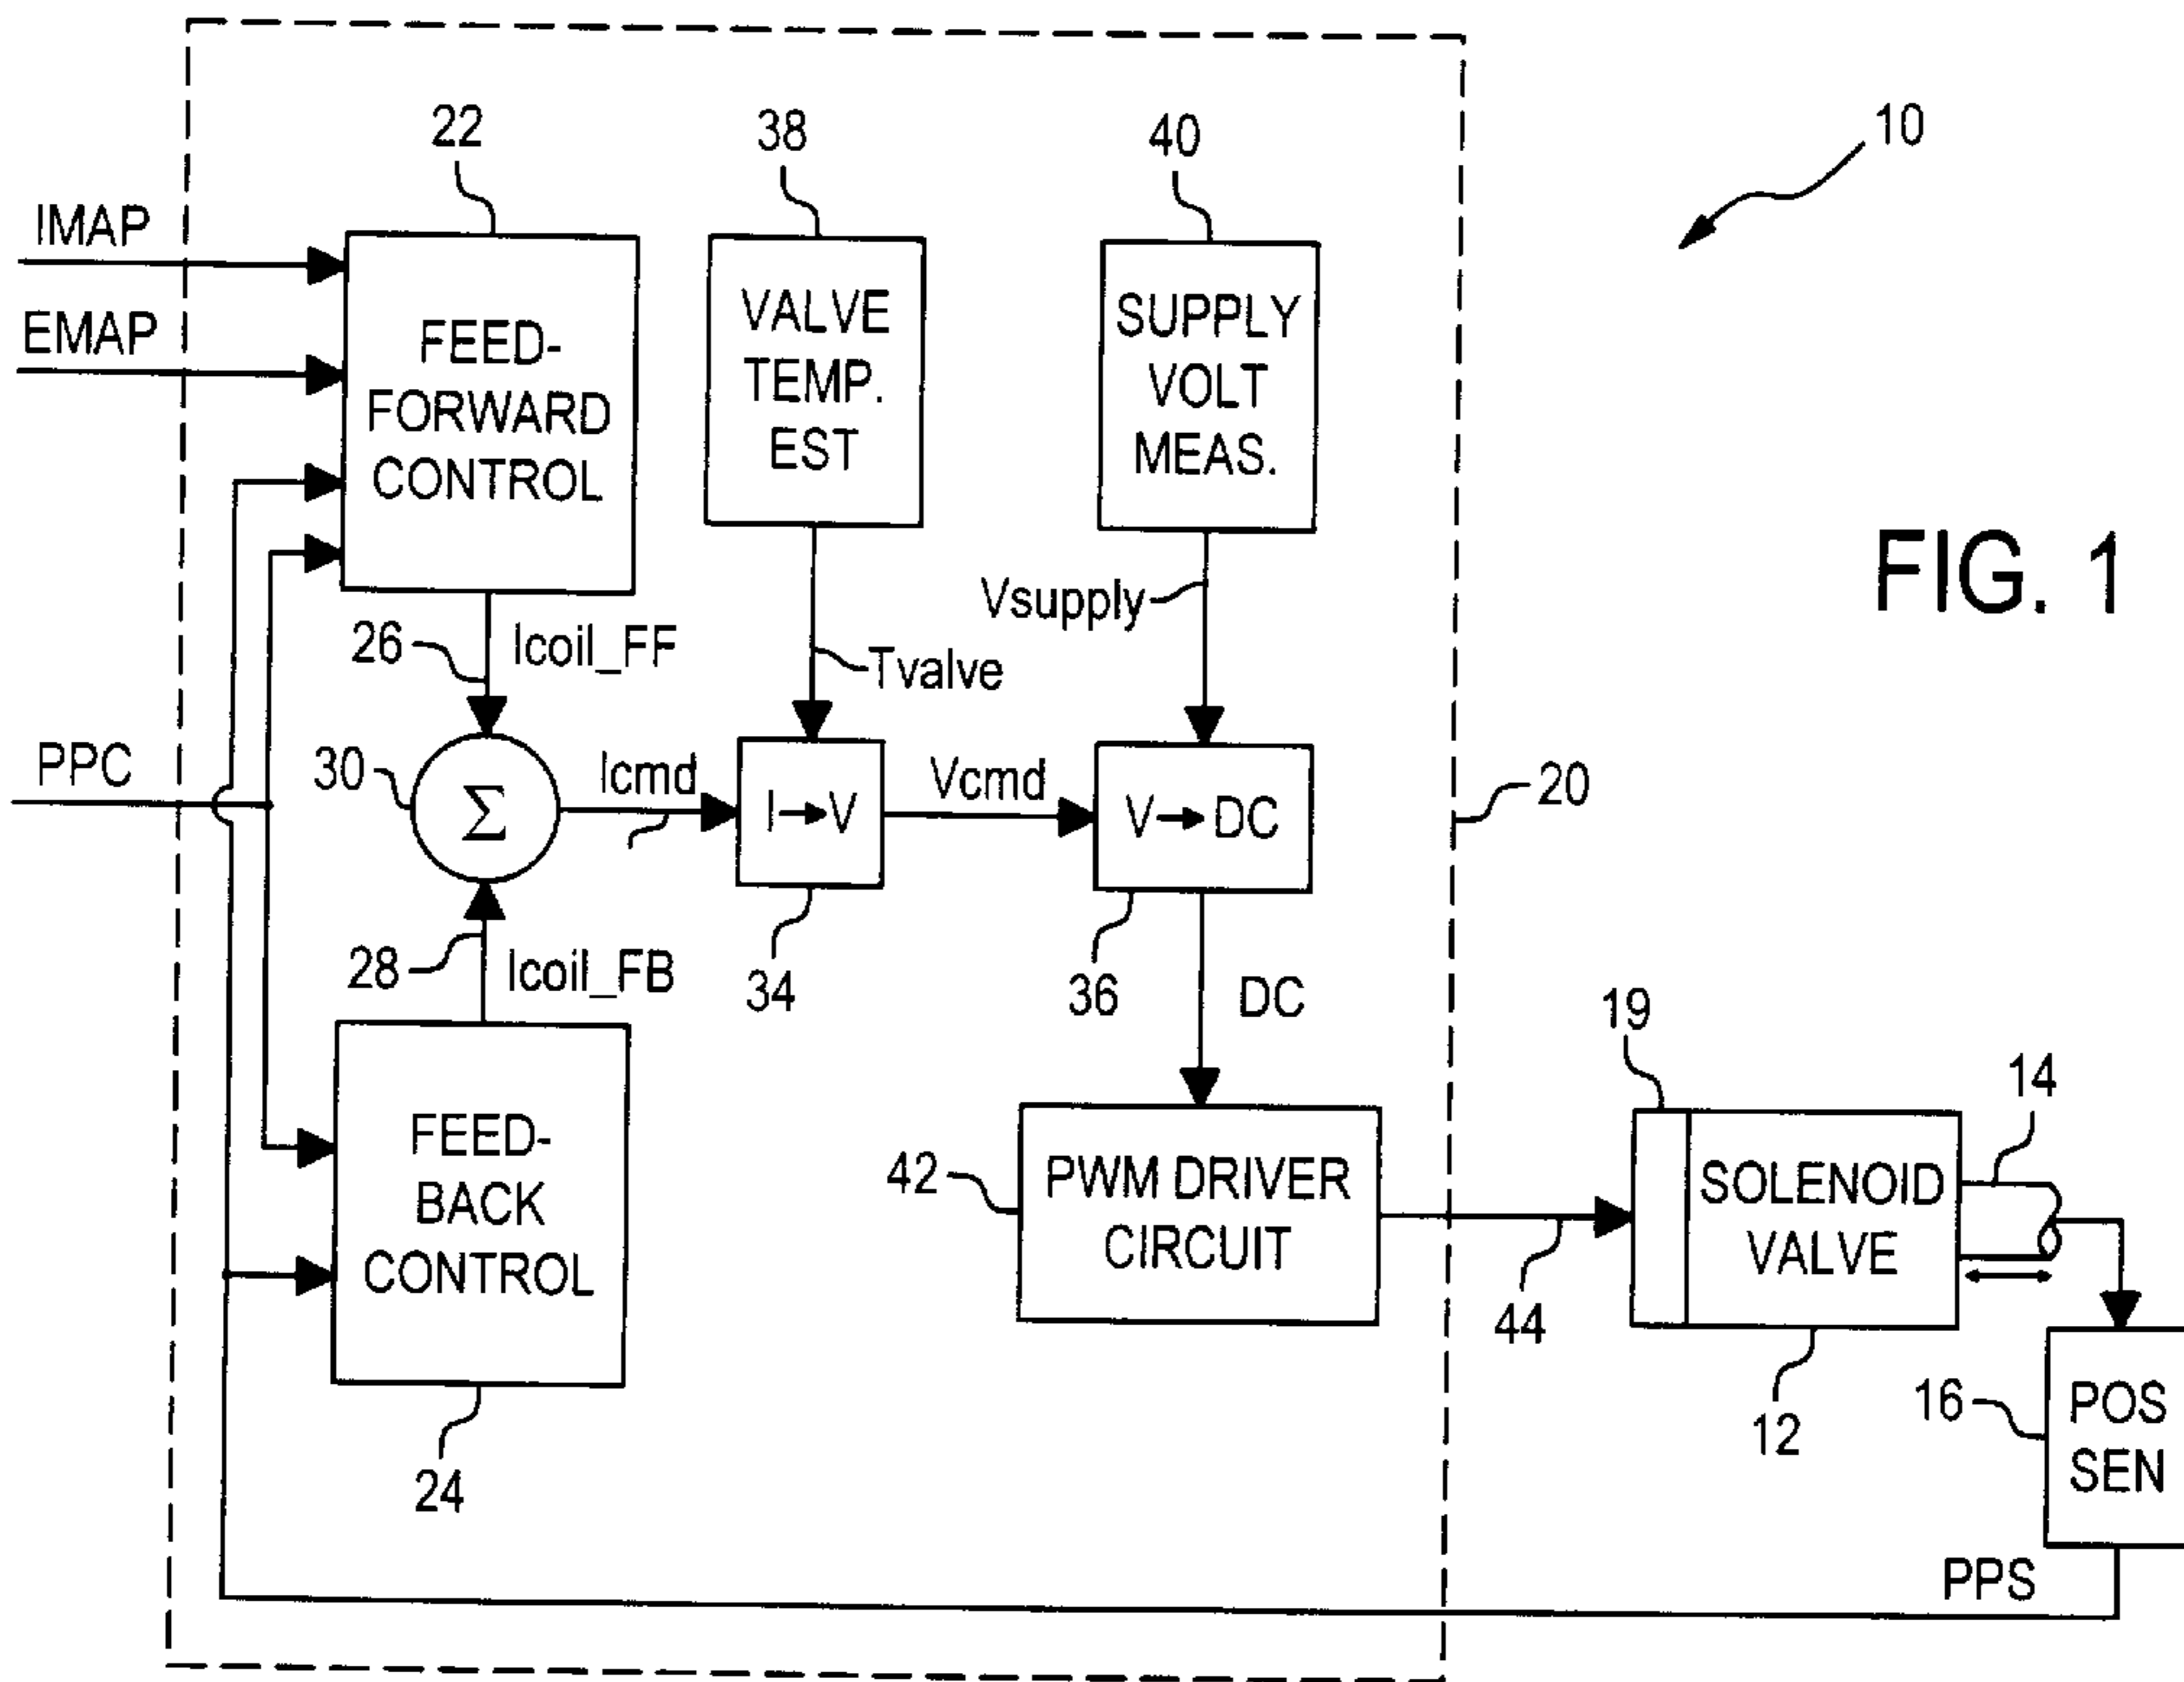 22
38
40
10
IMAP
EMAP
FEED-
FORWARD
CONTROL
VALVE
TEMP.
EST
SUPPLY
VOLT
MEAS.
FIG. 1
26
Icoil_FF
Tvalve
Vsupply
PPC
30
Σ
Icmd
I→V
Vcmd
V→DC
20
28
Icoil_FB
34
36
DC
FEED-
BACK
CONTROL
24
42
PWM DRIVER
CIRCUIT
44
19
SOLENOID
VALVE
14
12
16
POS
SEN
PPS